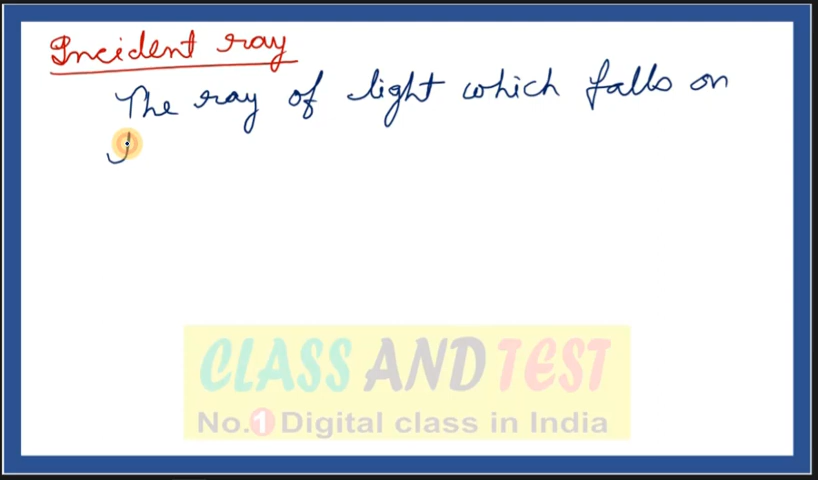 Incident ray
The ray of light which falls on
CLASS AND TEST
No.1 Digital class in India